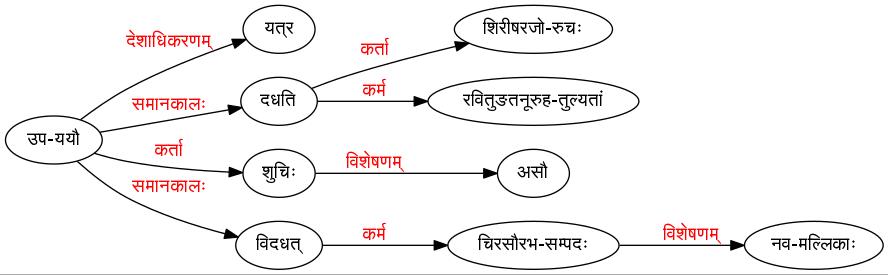 यत्र
देशाधिकरणम्
शिरीषरजो-रुचः
कर्ता
दधति
कर्म
रवितुङतनूरुह-तुल्यतां
समानकालः
उप-ययौ
कर्ता
शुचिः
विशेषणम्
असौ
समानकालः
विदधत्
कर्म
चिरसौरभ-सम्पदः
विशेषणम्
नव-मल्लिकाः